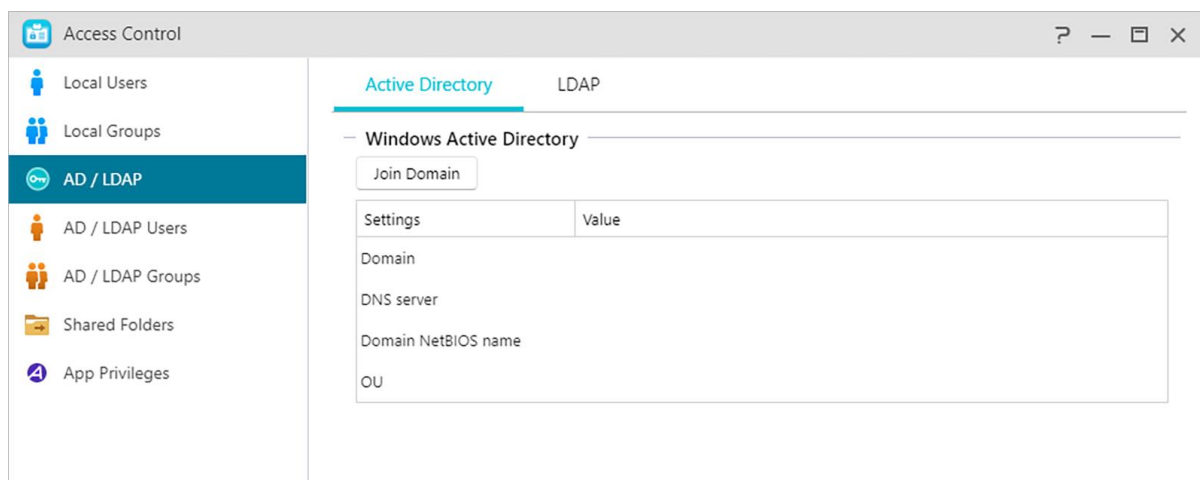 Access Control
Local Users
Local Groups
AD / LDAP
AD / LDAP Users
AD / LDAP Groups
Shared Folders
App Privileges
Active Directory LDAP
Windows Active Directory
Join Domain
Settings Value
Domain
DNS server
Domain NetBIOS name
OU